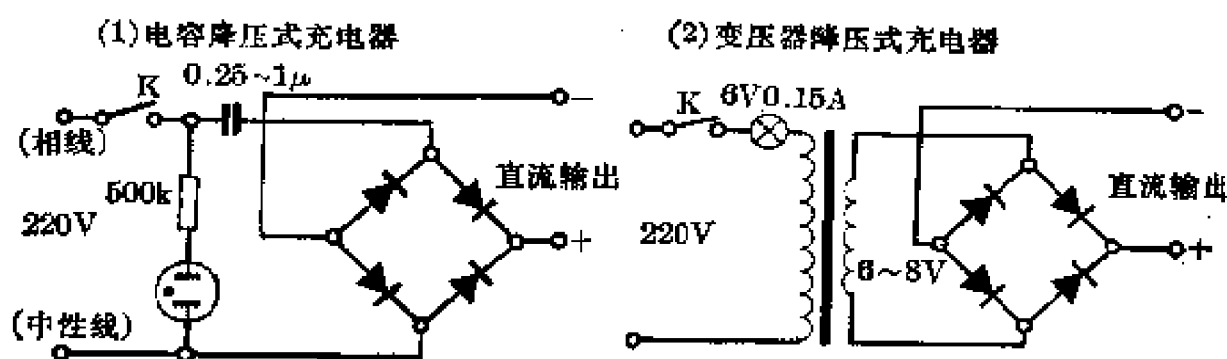 (1)电容降压式充电器
K
0.25~1μ
−
(相线)
500k
220V
直流输出
+
(中性线)
(2)变压器降压式充电器
K
6V0.15A
−
220V
6~8V
直流输出
+